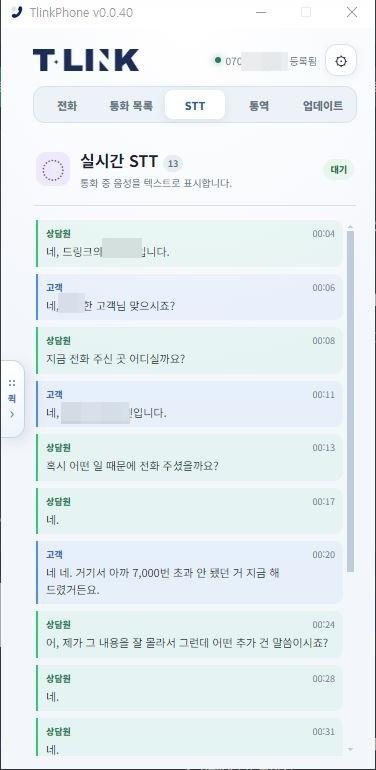 TlinkPhone v0.0.40
T·LINK
070 등록됨
전화 통화 목록 STT 통역 업데이트
실시간 STT 13
통화 중 음성을 텍스트로 표시합니다.
대기
상담원 00:04
네, 드링크의 입니다.
고객 00:06
네, 한 고객님 맞으시죠?
상담원 00:08
지금 전화 주신 곳 어디실까요?
퀵
고객 00:11
네, 입니다.
상담원 00:13
혹시 어떤 일 때문에 전화 주셨을까요?
상담원 00:17
네.
고객 00:20
네 네. 거기서 아까 7,000번 초과 안 됐던 거 지금 해
드렸거든요.
상담원 00:24
어, 제가 그 내용을 잘 몰라서 그런데 어떤 추가 건 말씀이시죠?
상담원 00:28
네.
상담원 00:31
네.